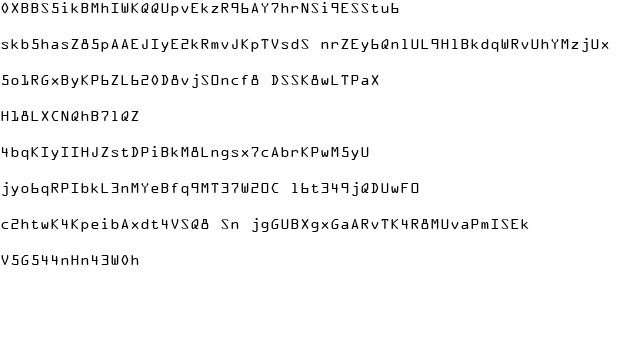 0XBBS5ikBMhIWKQQUpvEkzR96AY7hrNSi9ESStu6
skb5hasZ85pAAEJIyE2kRmvJKpTVsdS nrZEy6Qn1UL9H1BkdqWRvUhYMzjUx
5o1RGxByKP6ZL620D8vjS0ncf8 DSSK8wLTPaX
H18LXCNQhB71QZ
4bqKIyIIHJZstDPiBkM8Lngsx7cAbrKPwM5yU
jyo6qRPIbkL3nMYeBfq9MT37W20C 16t349jQDUwF0
c2htwK4KpeibAxdt4VSQ8 Sn jgGUBXgxGaARvTK4R8MUvaPmISEk
V5G544nHn43W0h